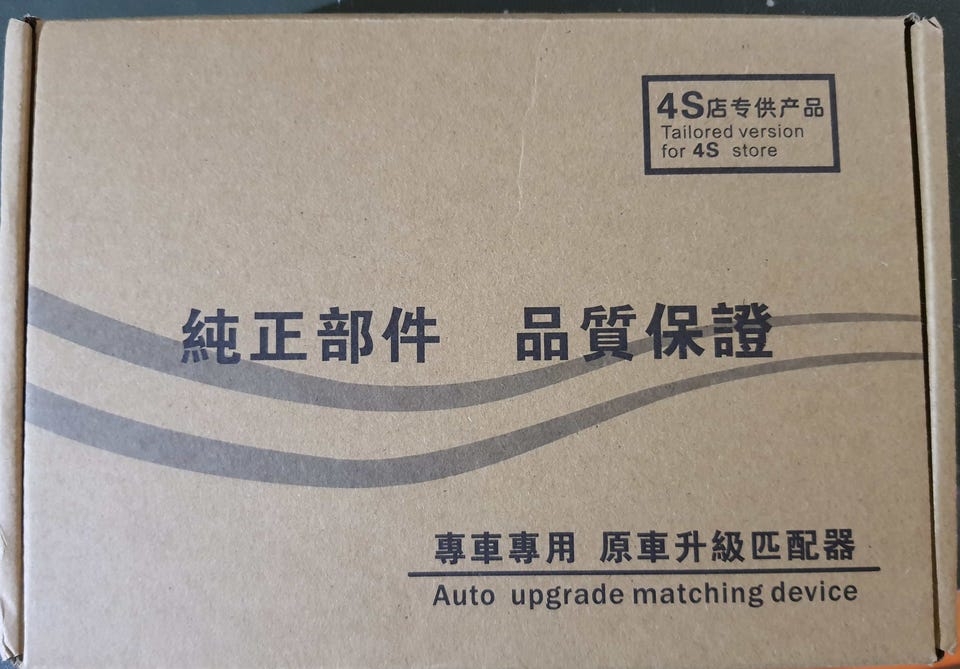 4S店专供产品
Tailored version
for 4S store
純正部件 品質保證
專車專用 原車升級匹配器
Auto upgrade matching device